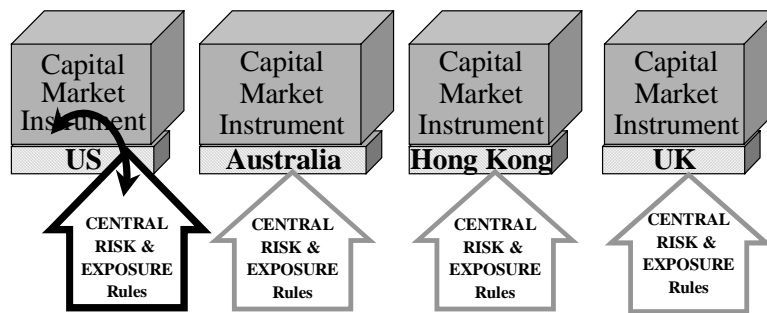 Capital
Market
Instrument
US
Capital
Market
Instrument
Australia
Capital
Market
Instrument
Hong Kong
Capital
Market
Instrument
UK
CENTRAL
RISK &
EXPOSURE
Rules
CENTRAL
RISK &
EXPOSURE
Rules
CENTRAL
RISK &
EXPOSURE
Rules
CENTRAL
RISK &
EXPOSURE
Rules